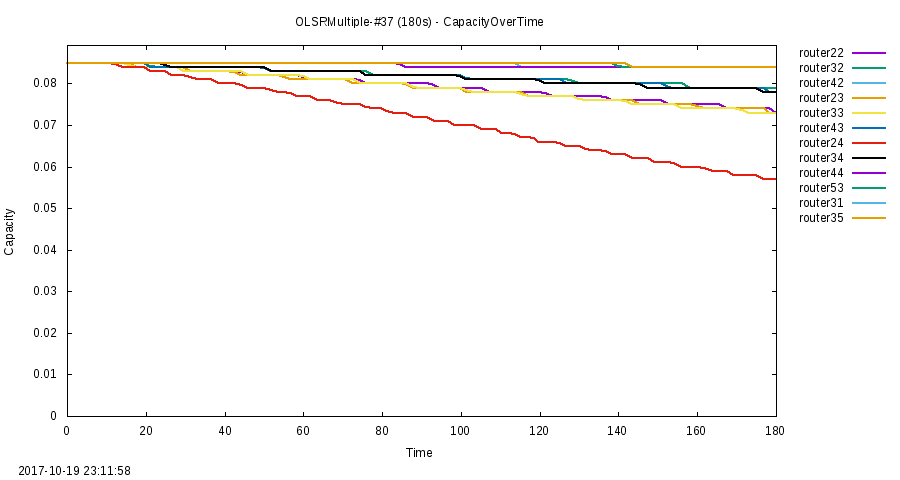 OLSRMultiple-#37 (180s) - CapacityOverTime
router22
router32
router42
router23
router33
router43
router24
router34
router44
router53
router31
router35
0.08
0.07
0.06
0.05
0.04
0.03
0.02
0.01
0
Capacity
0 20 40 60 80 100 120 140 160 180
Time
2017-10-19 23:11:58